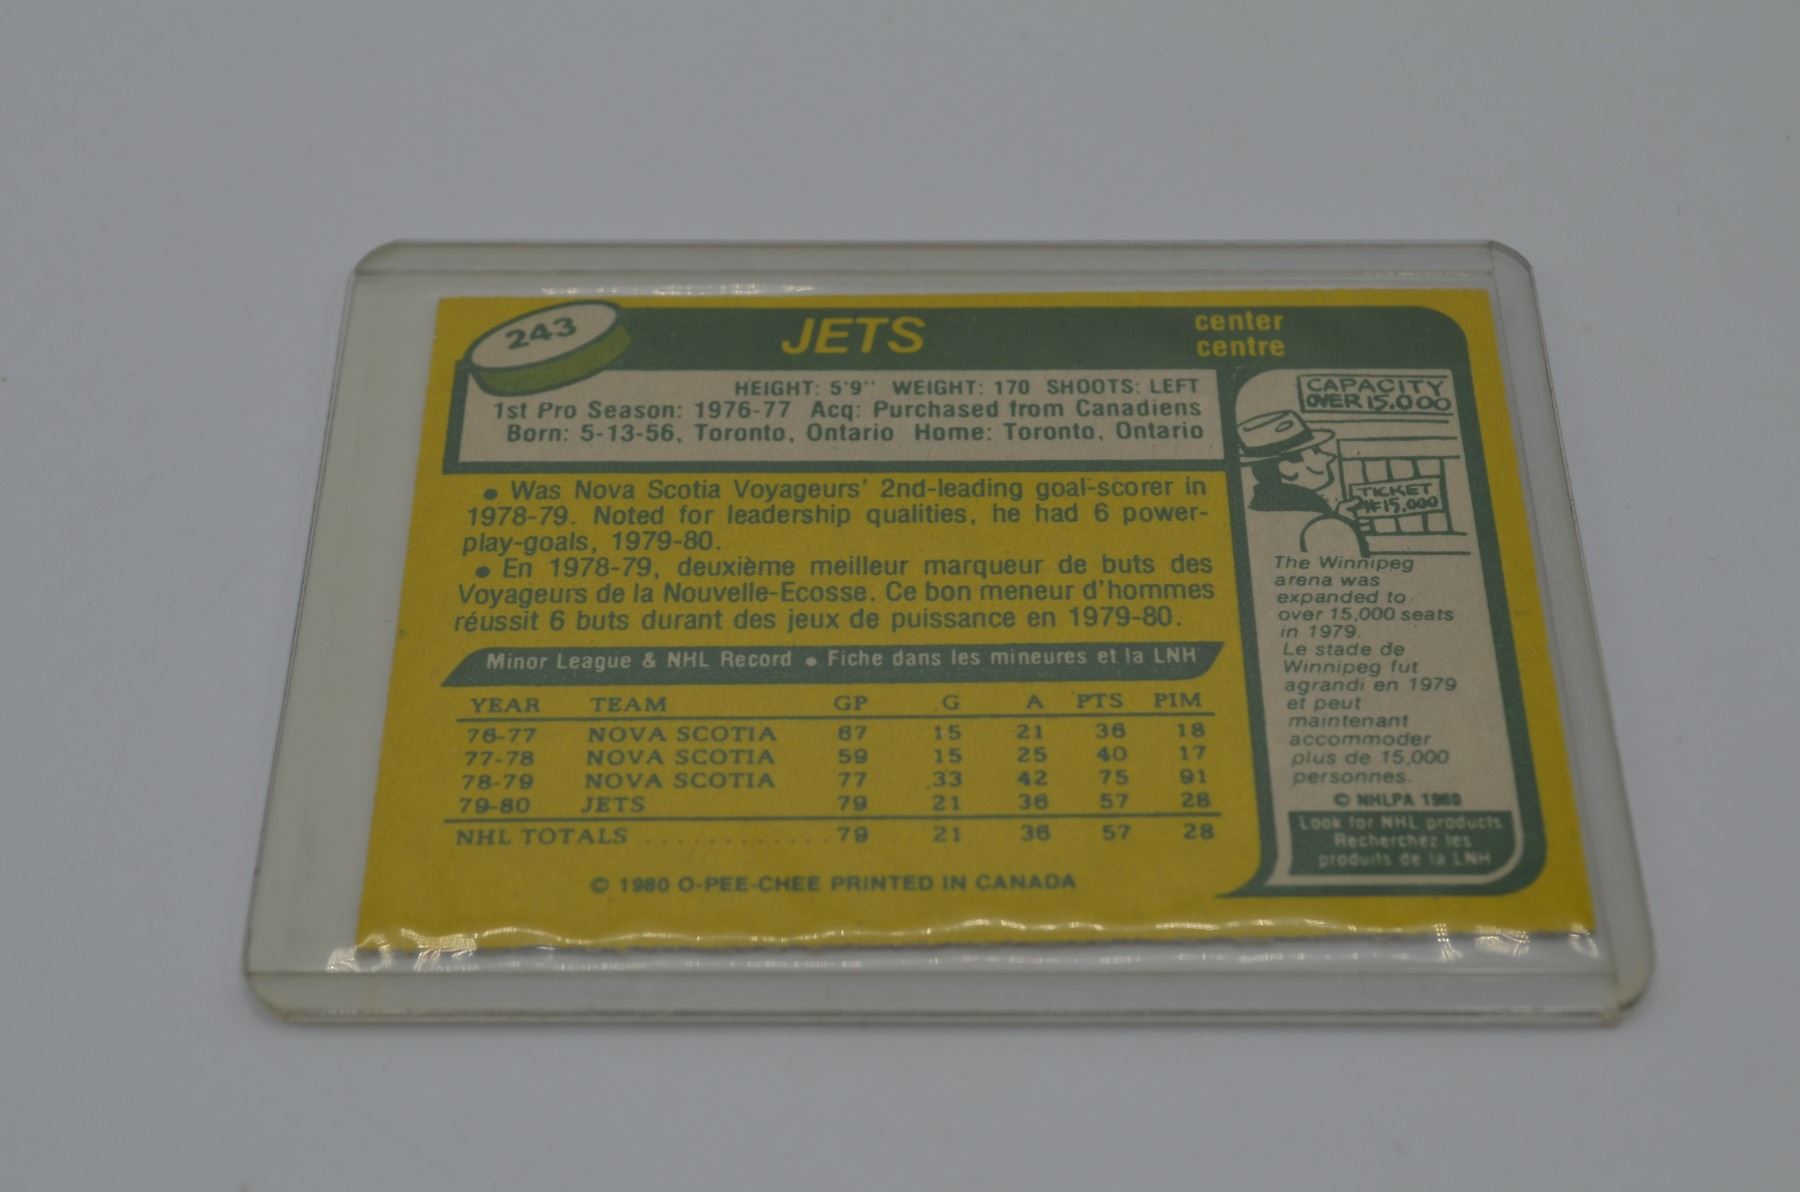 243
JETS
center
centre
HEIGHT: 5'9" WEIGHT: 170 SHOOTS: LEFT
1st Pro Season: 1976-77 Acq: Purchased from Canadiens
Born: 5-13-56, Toronto, Ontario Home: Toronto, Ontario
• Was Nova Scotia Voyageurs' 2nd-leading goal-scorer in
1978-79. Noted for leadership qualities, he had 6 power-
play-goals, 1979-80.
• En 1978-79, deuxième meilleur marqueur de buts des
Voyageurs de la Nouvelle-Ecosse. Ce bon meneur d'hommes
réussit 6 buts durant des jeux de puissance en 1979-80.
Minor League & NHL Record • Fiche dans les mineures et la LNH
YEAR TEAM GP G A PTS PIM
76-77 NOVA SCOTIA 67 15 21 36 18
77-78 NOVA SCOTIA 59 15 25 40 17
78-79 NOVA SCOTIA 77 33 42 75 91
79-80 JETS 79 21 36 57 28
NHL TOTALS ............ 79 21 36 57 28
© 1980 O-PEE-CHEE PRINTED IN CANADA
CAPACITY
OVER 15,000
TICKET
#15,000
The Winnipeg
arena was
expanded to
over 15,000 seats
in 1979.
Le stade de
Winnipeg fut
agrandi en 1979
et peut
maintenant
accommoder
plus de 15,000
personnes.
© NHLPA 1980
Look for NHL products
Recherchez les
produits de la LNH